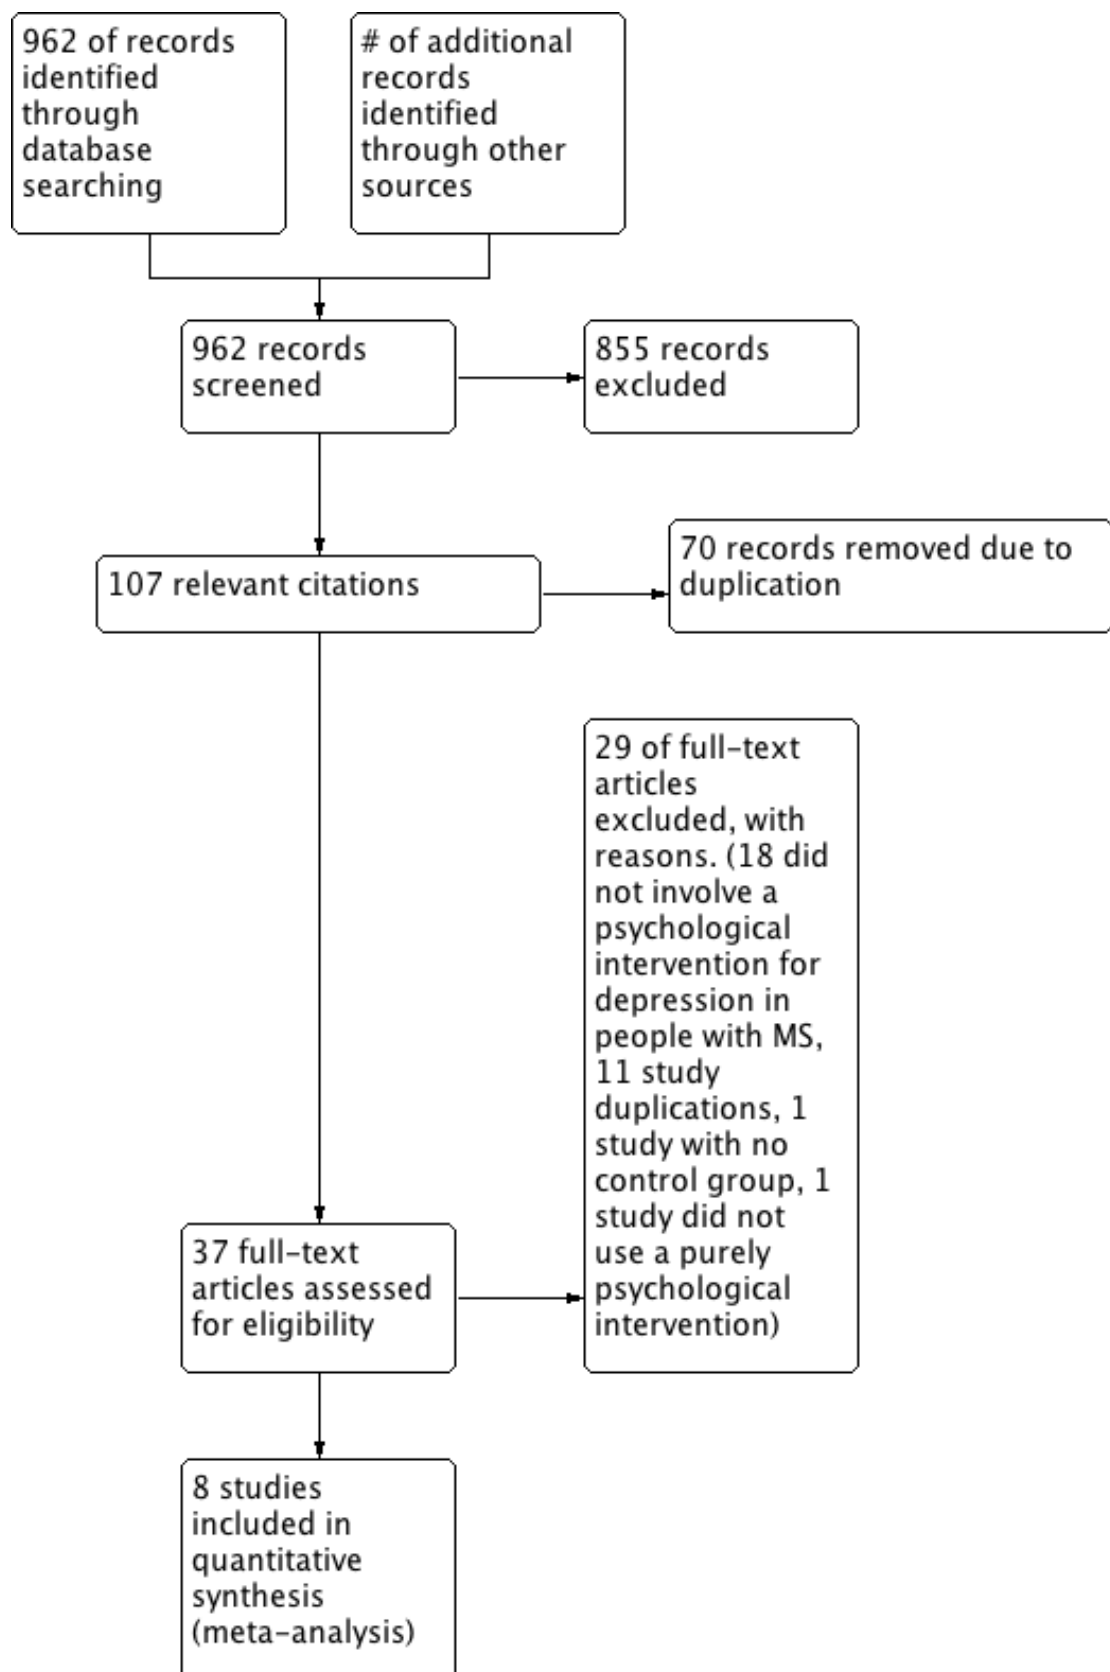 962 of records
identified
through
database
searching
# of additional
records
identified
through other
sources
962 records
screened
855 records
excluded
107 relevant citations
70 records removed due to
duplication
29 of full-text
articles
excluded, with
reasons. (18 did
not involve a
psychological
intervention for
depression in
people with MS,
11 study
duplications, 1
study with no
control group, 1
study did not
use a purely
psychological
intervention)
37 full-text
articles assessed
for eligibility
8 studies
included in
quantitative
synthesis
(meta-analysis)